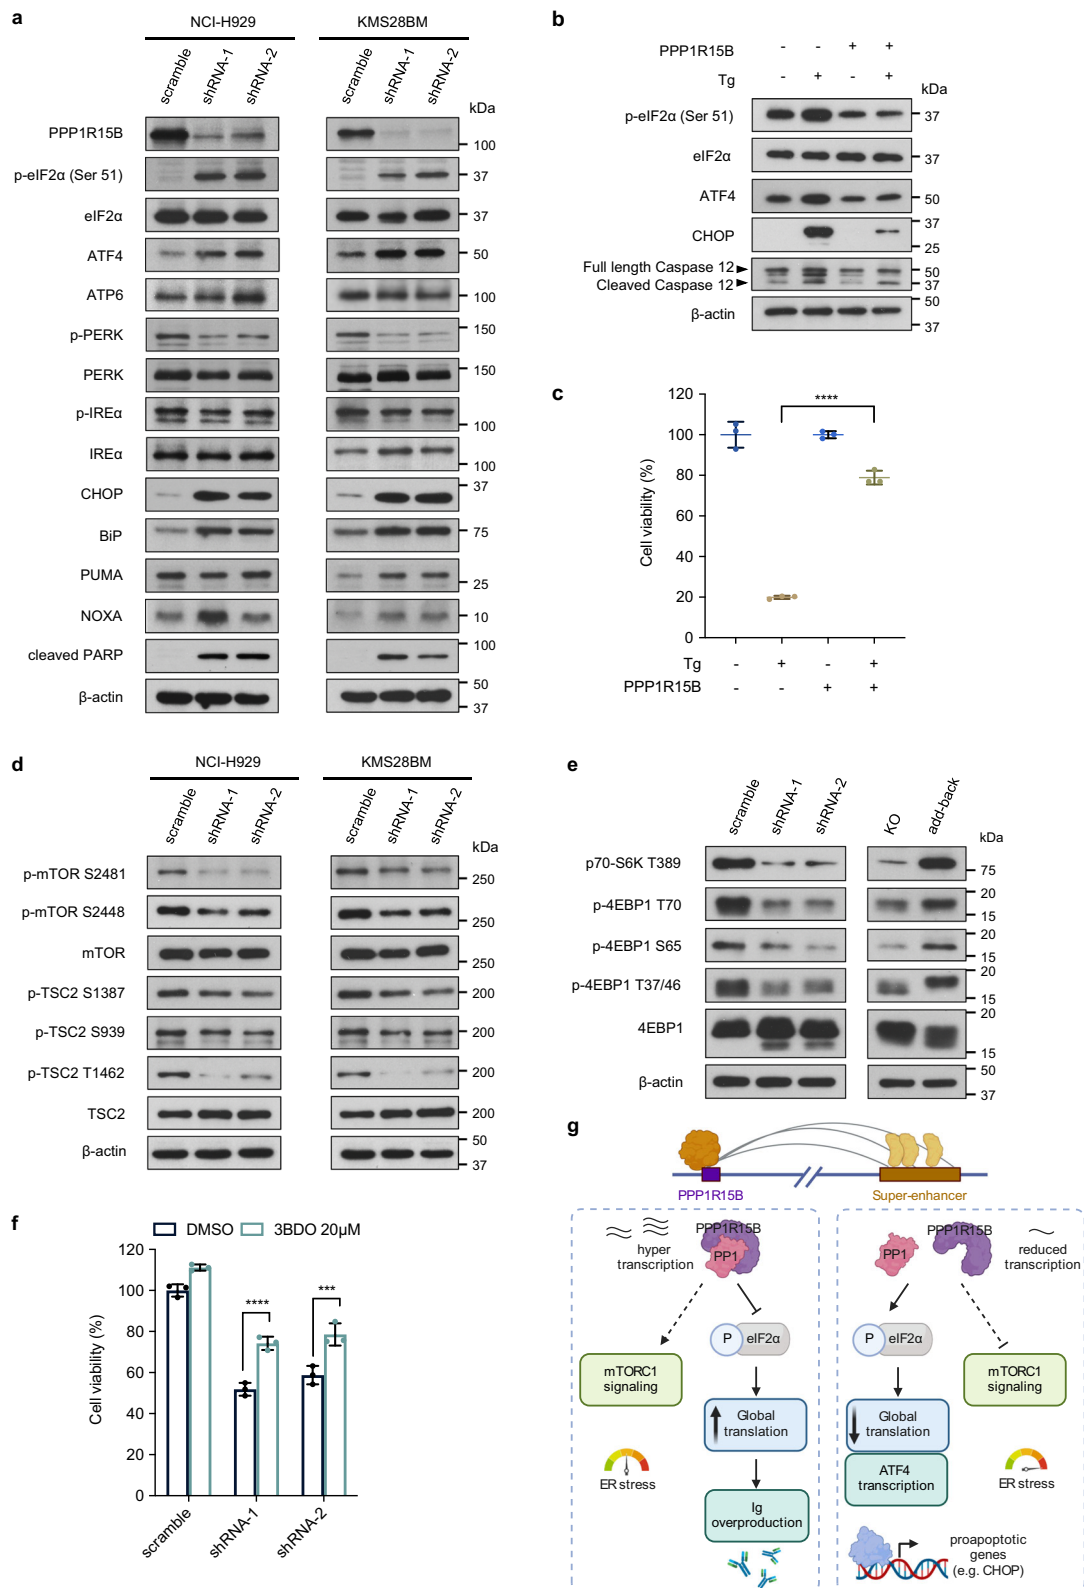 a
NCI-H929
KMS28BM
scramble
shRNA-1
shRNA-2
scramble
shRNA-1
shRNA-2
kDa
PPP1R15B
100
p-eIF2α (Ser 51)
37
eIF2α
37
ATF4
50
ATP6
100
p-PERK
150
PERK
150
p-IREα
100
IREα
100
CHOP
37
BiP
75
PUMA
25
NOXA
10
cleaved PARP
100
β-actin
50
37
b
PPP1R15B - - + +
Tg - + - +
kDa
p-eIF2α (Ser 51)
37
eIF2α
37
ATF4
50
CHOP
37
25
Full length Caspase 12
50
Cleaved Caspase 12
37
β-actin
50
37
c
Cell viability (%)
120
100
80
60
40
20
0
****
Tg - + - +
PPP1R15B - - + +
d
NCI-H929
KMS28BM
scramble
shRNA-1
shRNA-2
scramble
shRNA-1
shRNA-2
kDa
p-mTOR S2481
250
p-mTOR S2448
250
mTOR
250
p-TSC2 S1387
200
p-TSC2 S939
200
p-TSC2 T1462
200
TSC2
200
β-actin
50
37
e
scramble
shRNA-1
shRNA-2
KO
add-back
kDa
p70-S6K T389
75
p-4EBP1 T70
20
15
p-4EBP1 S65
20
15
p-4EBP1 T37/46
20
15
4EBP1
20
15
β-actin
50
37
f
DMSO
3BDO 20μM
Cell viability (%)
120
100
80
60
40
20
0
****
***
scramble
shRNA-1
shRNA-2
g
PPP1R15B
Super-enhancer
hyper
transcription
PPP1R15B
PP1
P
eIF2α
mTORC1
signaling
Global
translation
ER stress
Ig
overproduction
PP1
PPP1R15B
reduced
transcription
P
eIF2α
mTORC1
signaling
Global
translation
ATF4
transcription
ER stress
proapoptotic
genes
(e.g. CHOP)